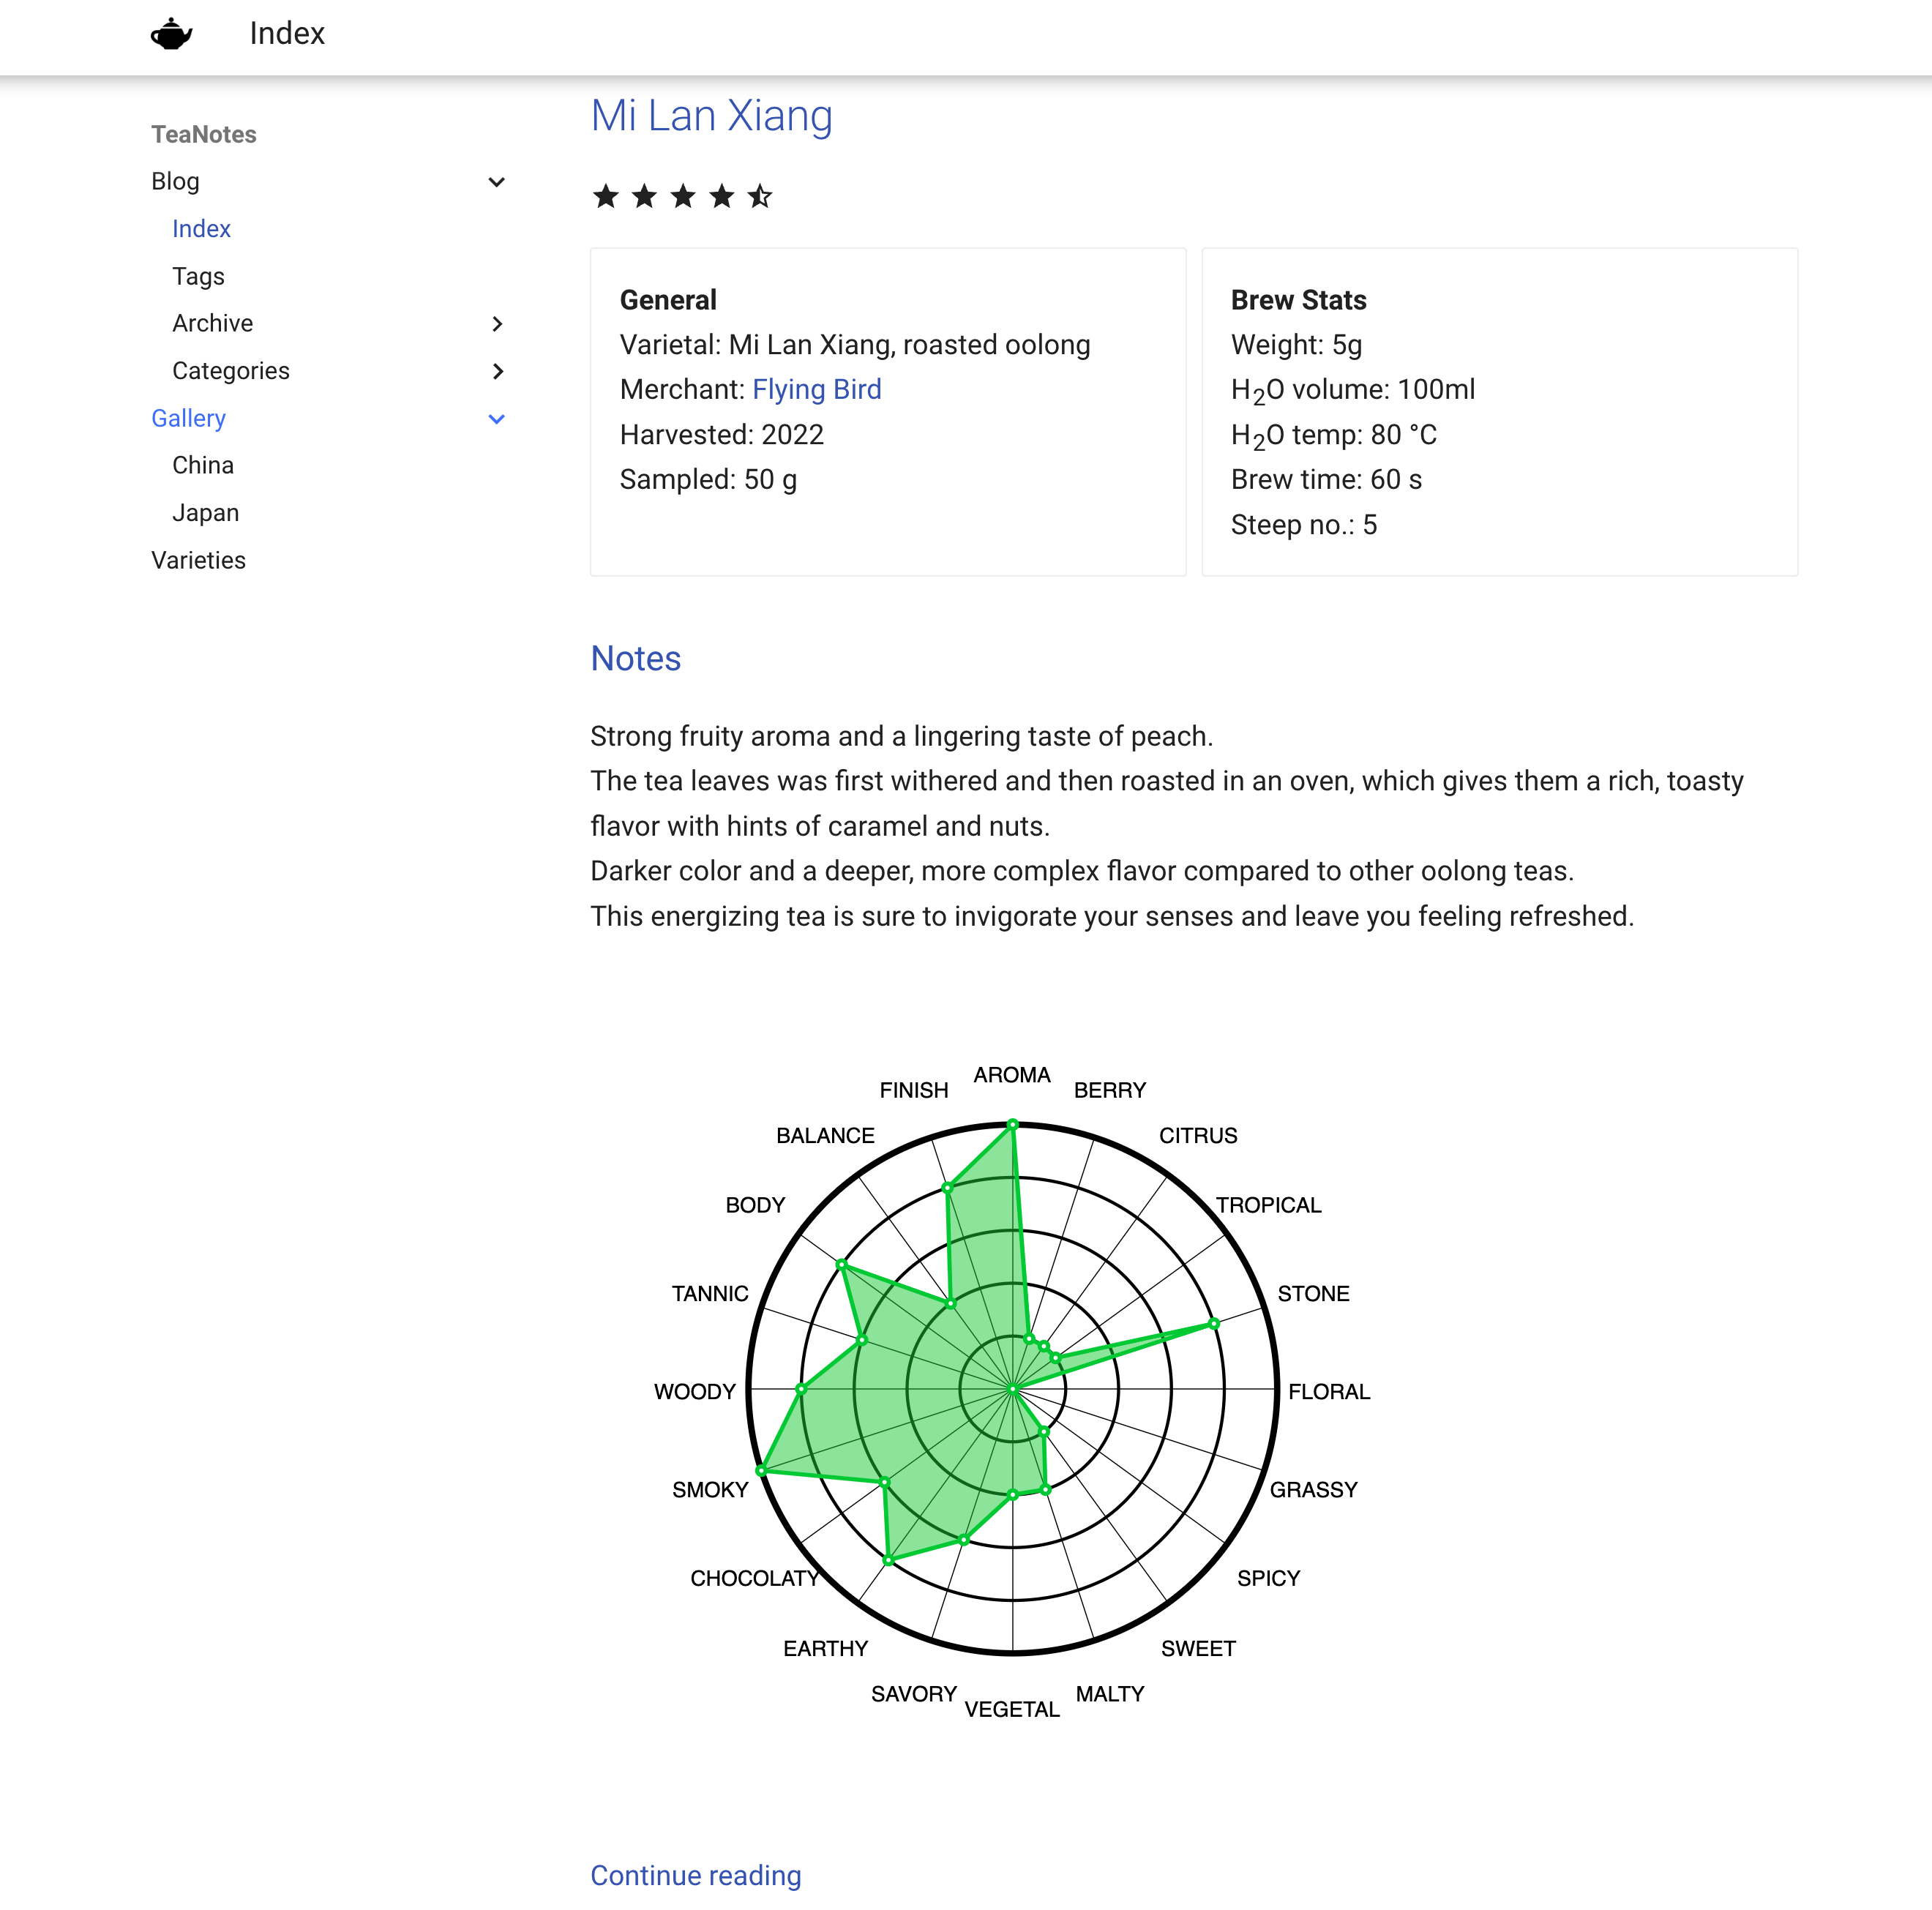 Index
TeaNotes
Blog
Index
Tags
Archive
Categories
Gallery
China
Japan
Varieties
Mi Lan Xiang
General
Varietal: Mi Lan Xiang, roasted oolong
Merchant: Flying Bird
Harvested: 2022
Sampled: 50 g
Brew Stats
Weight: 5g
H₂O volume: 100ml
H₂O temp: 80 °C
Brew time: 60 s
Steep no.: 5
Notes
Strong fruity aroma and a lingering taste of peach.
The tea leaves was first withered and then roasted in an oven, which gives them a rich, toasty
flavor with hints of caramel and nuts.
Darker color and a deeper, more complex flavor compared to other oolong teas.
This energizing tea is sure to invigorate your senses and leave you feeling refreshed.
AROMA
BERRY
CITRUS
TROPICAL
STONE
FLORAL
GRASSY
SPICY
SWEET
MALTY
VEGETAL
SAVORY
EARTHY
CHOCOLATY
SMOKY
WOODY
TANNIC
BODY
BALANCE
FINISH
Continue reading